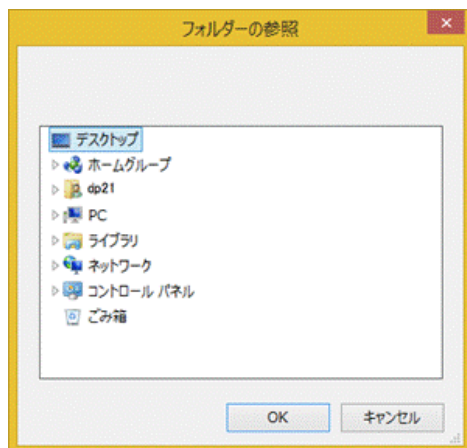 フォルダーの参照
デスクトップ
ホームグループ
dp21
PC
ライブラリ
ネットワーク
コントロール パネル
ごみ箱
OK
キャンセル